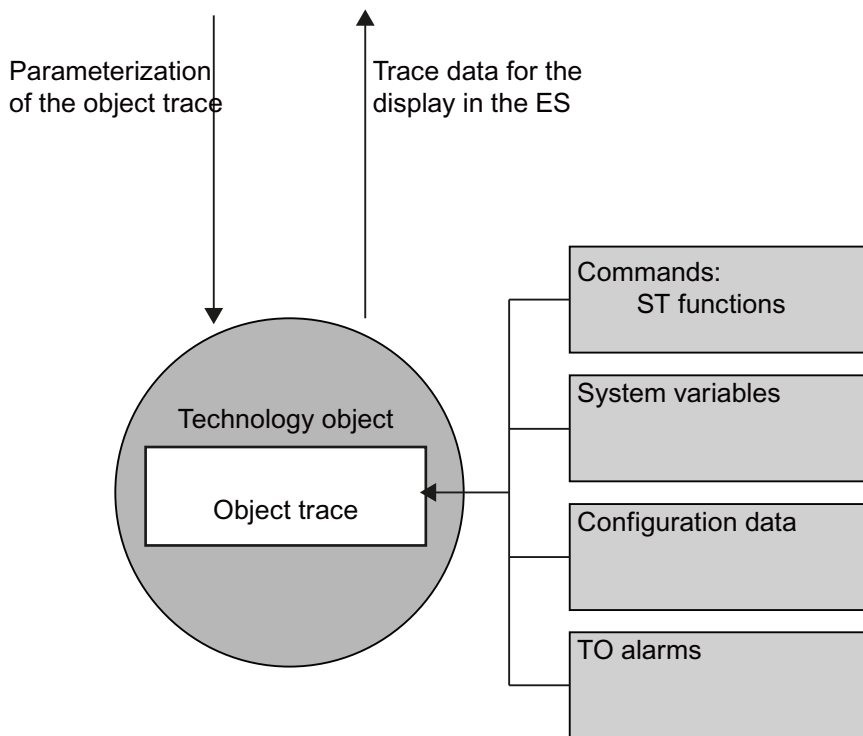 Parameterization
of the object trace
Trace data for the
display in the ES
Commands:
ST functions
System variables
Technology object
Object trace
Configuration data
TO alarms